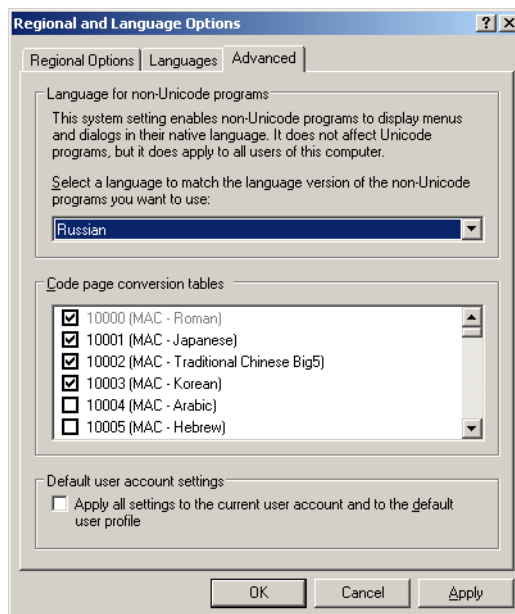 Regional and Language Options
Regional Options Languages Advanced
Language for non-Unicode programs
This system setting enables non-Unicode programs to display menus
and dialogs in their native language. It does not affect Unicode
programs, but it does apply to all users of this computer.
Select a language to match the language version of the non-Unicode
programs you want to use:
Russian
Code page conversion tables
10000 (MAC - Roman)
10001 (MAC - Japanese)
10002 (MAC - Traditional Chinese Big5)
10003 (MAC - Korean)
10004 (MAC - Arabic)
10005 (MAC - Hebrew)
Default user account settings
Apply all settings to the current user account and to the default
user profile
OK Cancel Apply